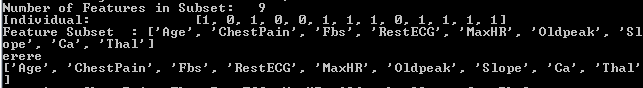 Number of Features in Subset:   9
Individual:            [1, 0, 1, 0, 0, 1, 1, 1, 0, 1, 1, 1, 1]
Feature Subset  : ['Age', 'ChestPain', 'Fbs', 'RestECG', 'MaxHR', 'Oldpeak', 'Sl
ope', 'Ca', 'Thal']
erere
['Age', 'ChestPain', 'Fbs', 'RestECG', 'MaxHR', 'Oldpeak', 'Slope', 'Ca', 'Thal'
]